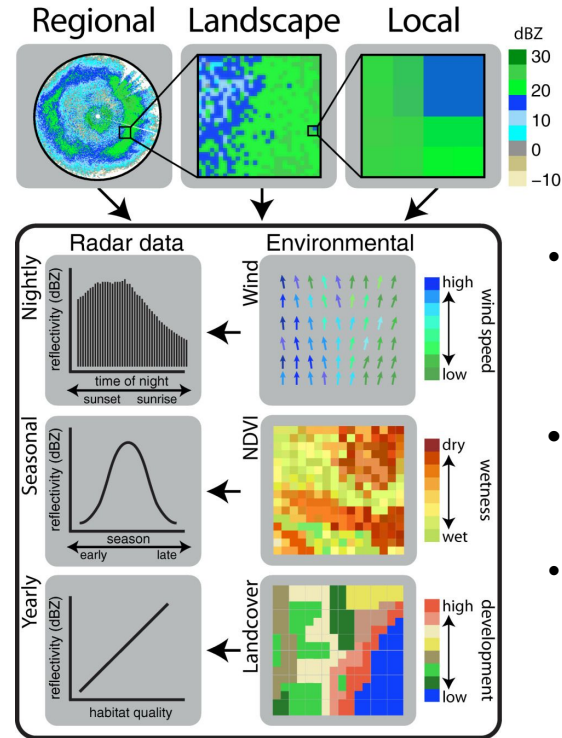 Regional
Landscape
Local
dBZ
30
20
10
0
−10
Radar data
Environmental
Nightly
reflectivity (dBZ)
time of night
sunset
sunrise
Wind
high
low
wind speed
Seasonal
reflectivity (dBZ)
season
early
late
NDVI
dry
wet
wetness
Yearly
reflectivity (dBZ)
habitat quality
Landcover
high
low
development